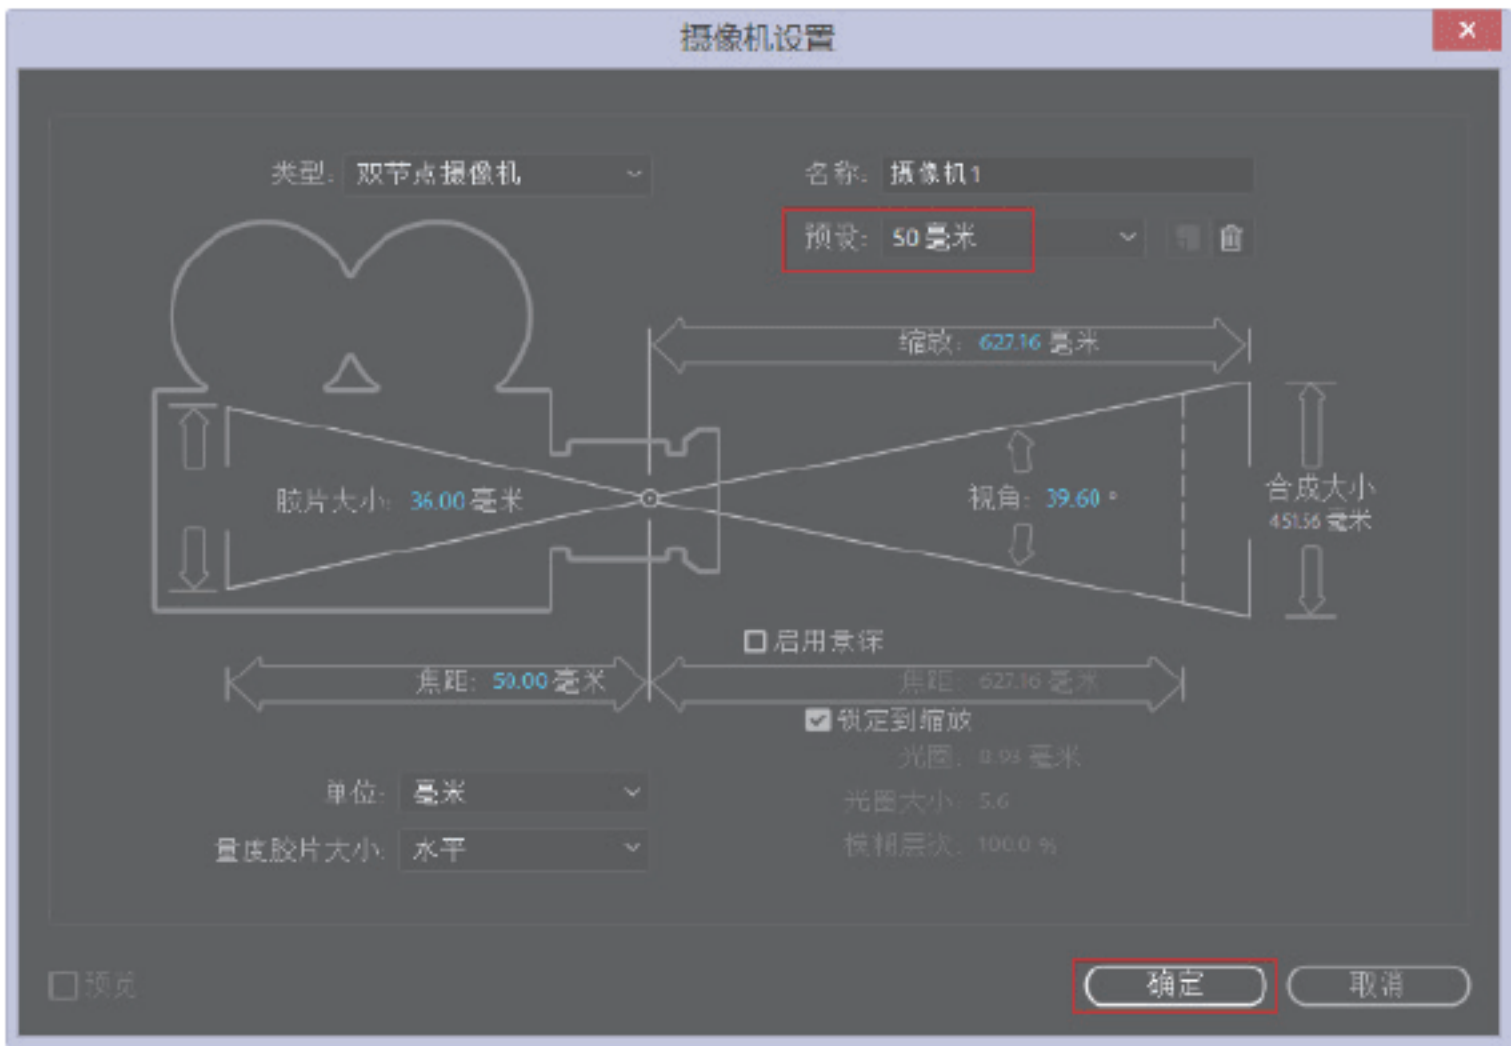 摄像机设置
类型: 双节点摄像机
名称: 摄像机1
预设: 50 毫米
缩放: 627.16 毫米
胶片大小: 36.00 毫米
视角: 39.60 °
合成大小
451.56 毫米
启用景深
焦距: 50.00 毫米
焦距: 627.16 毫米
锁定到缩放
光圈: 8.93 毫米
单位: 毫米
光圈大小: 5.6
量度胶片大小: 水平
模糊层次: 100.0 %
预览
确定
取消